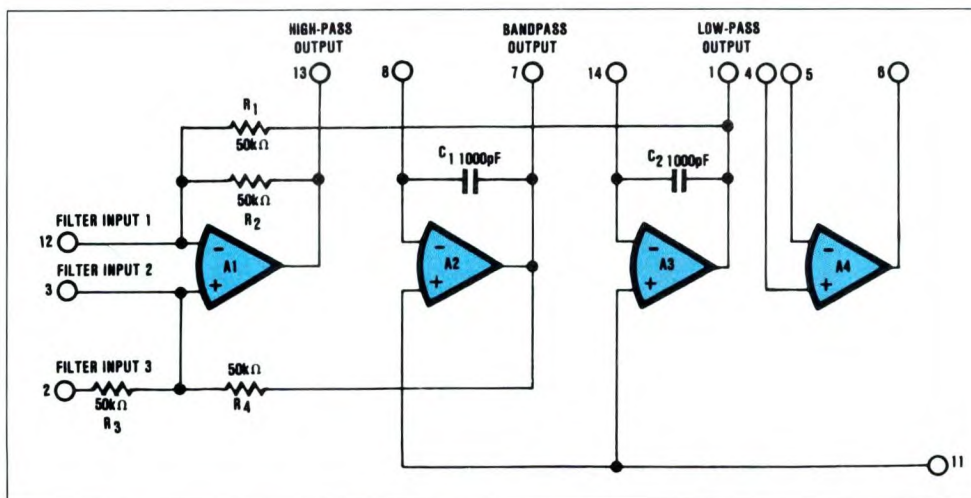 HIGH-PASS OUTPUT
BANDPASS OUTPUT
LOW-PASS OUTPUT
13 8 7 14 1 4 5 6
R1
50kΩ
C1 1000pF
C2 1000pF
50kΩ
R2
FILTER INPUT 1
12
− A1 +
− A2 +
− A3 +
− A4 +
FILTER INPUT 2
3
FILTER INPUT 3
2
50kΩ
R3
50kΩ
R4
11